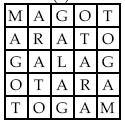 M A G O T
A R A T O
G A L A G
O T A R A
T O G A M